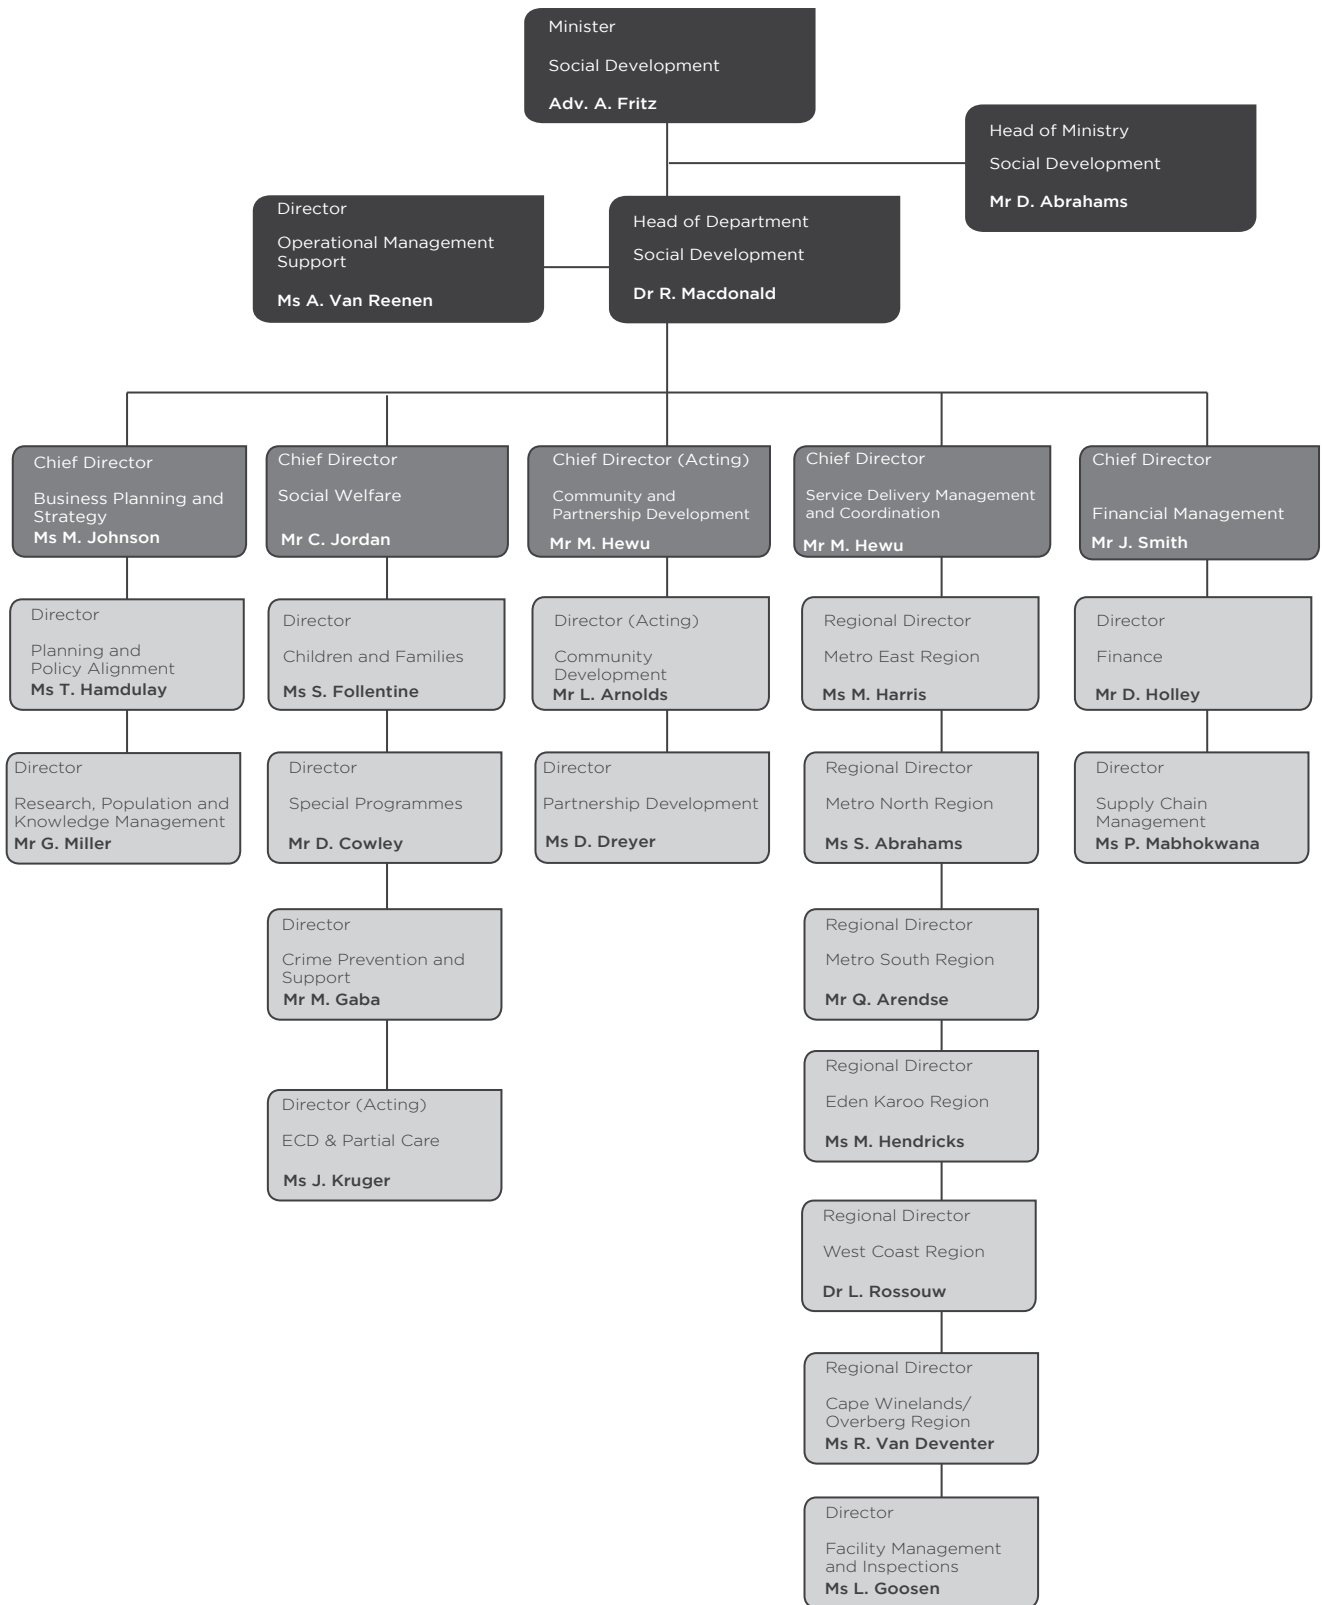 Minister
Social Development
Adv. A. Fritz
Head of Ministry
Social Development
Mr D. Abrahams
Director
Operational Management
Support
Ms A. Van Reenen
Head of Department
Social Development
Dr R. Macdonald
Chief Director
Business Planning and
Strategy
Ms M. Johnson
Chief Director
Social Welfare
Mr C. Jordan
Chief Director (Acting)
Community and
Partnership Development
Mr M. Hewu
Chief Director
Service Delivery Management
and Coordination
Mr M. Hewu
Chief Director
Financial Management
Mr J. Smith
Director
Planning and
Policy Alignment
Ms T. Hamdulay
Director
Children and Families
Ms S. Follentine
Director (Acting)
Community
Development
Mr L. Arnolds
Regional Director
Metro East Region
Ms M. Harris
Director
Finance
Mr D. Holley
Director
Research, Population and
Knowledge Management
Mr G. Miller
Director
Special Programmes
Mr D. Cowley
Director
Partnership Development
Ms D. Dreyer
Regional Director
Metro North Region
Ms S. Abrahams
Director
Supply Chain
Management
Ms P. Mabhokwana
Director
Crime Prevention and
Support
Mr M. Gaba
Regional Director
Metro South Region
Mr Q. Arendse
Director (Acting)
ECD & Partial Care
Ms J. Kruger
Regional Director
Eden Karoo Region
Ms M. Hendricks
Regional Director
West Coast Region
Dr L. Rossouw
Regional Director
Cape Winelands/
Overberg Region
Ms R. Van Deventer
Director
Facility Management
and Inspections
Ms L. Goosen